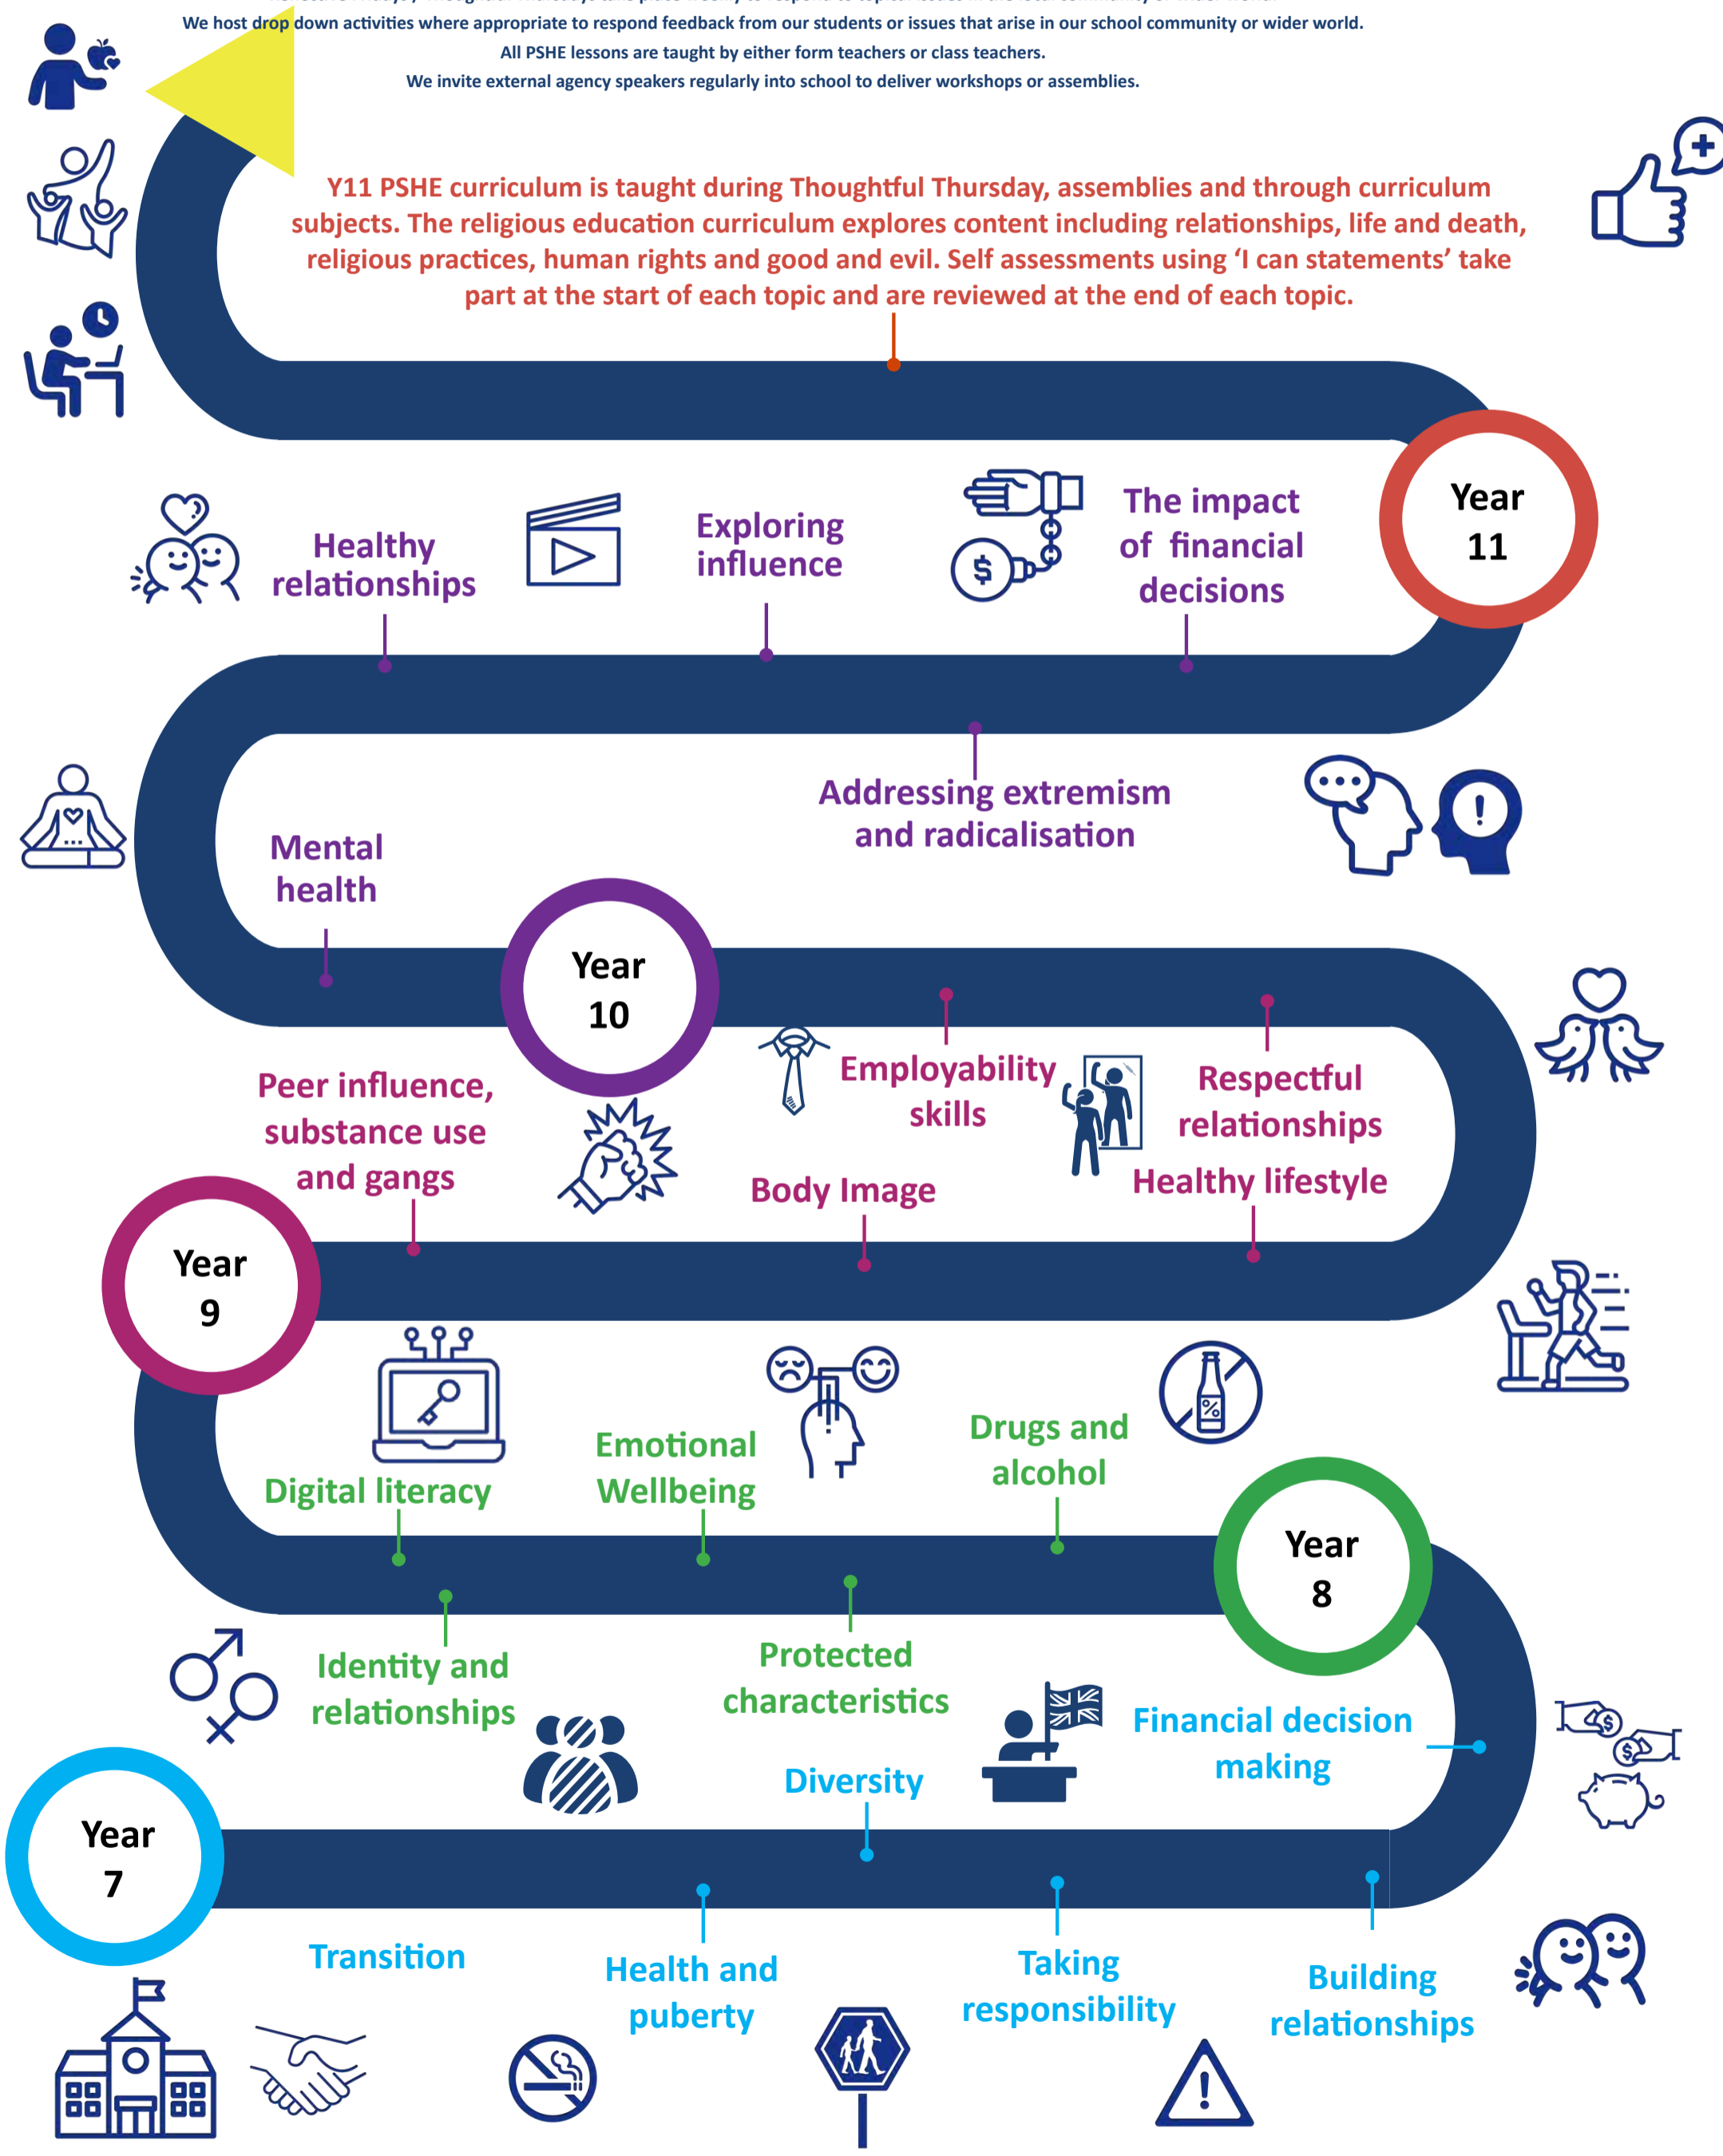 We host drop down activities where appropriate to respond feedback from our students or issues that arise in our school community or wider world.
All PSHE lessons are taught by either form teachers or class teachers.
We invite external agency speakers regularly into school to deliver workshops or assemblies.
Y11 PSHE curriculum is taught during Thoughtful Thursday, assemblies and through curriculum
subjects. The religious education curriculum explores content including relationships, life and death,
religious practices, human rights and good and evil. Self assessments using ‘I can statements’ take
part at the start of each topic and are reviewed at the end of each topic.
Year
11
Healthy
relationships
Exploring
influence
The impact
of financial
decisions
Addressing extremism
and radicalisation
Mental
health
Year
10
Employability
skills
Respectful
relationships
Peer influence,
substance use
and gangs
Body Image
Healthy lifestyle
Year
9
Digital literacy
Emotional
Wellbeing
Drugs and
alcohol
Year
8
Identity and
relationships
Protected
characteristics
Financial decision
making
Diversity
Year
7
Transition
Health and
puberty
Taking
responsibility
Building
relationships